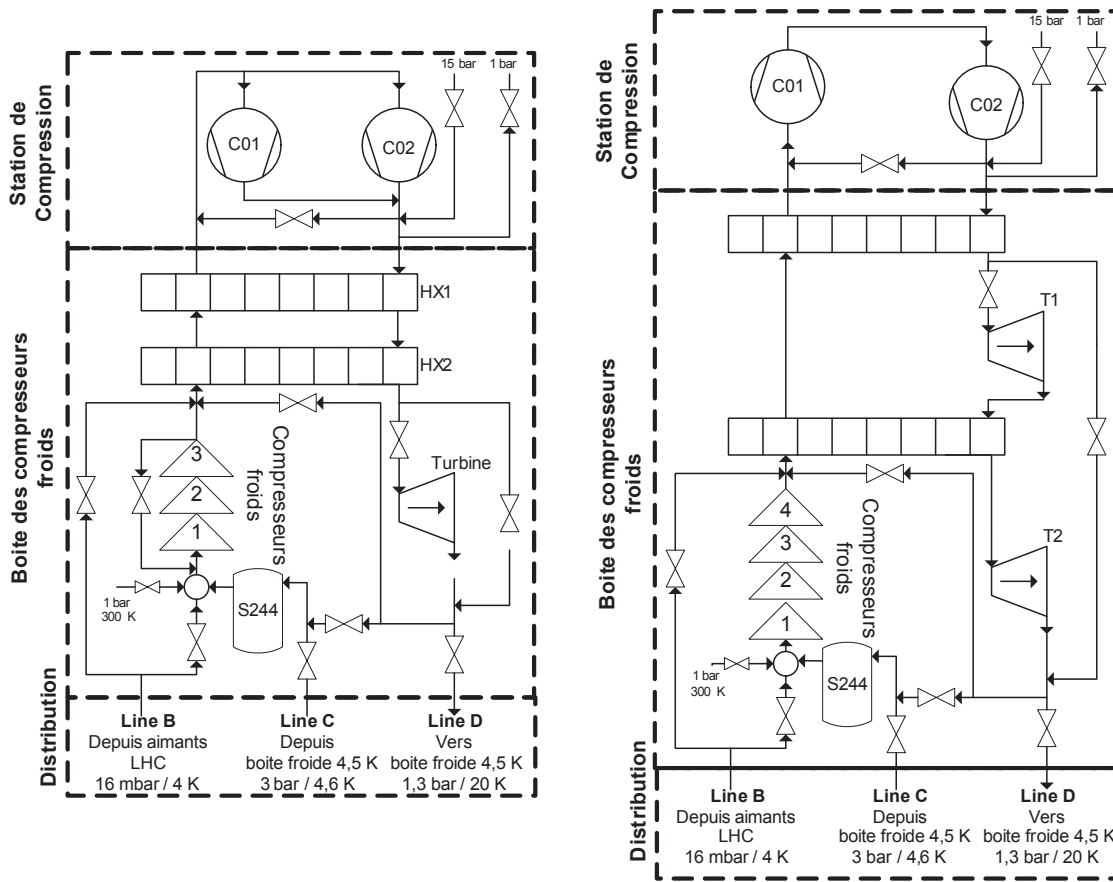 Station de
Compression
C01
C02
15 bar
1 bar
Boite des compresseurs
froids
HX1
HX2
3
2
1
Compresseurs
froids
Turbine
1 bar
300 K
S244
Distribution
Line B
Depuis aimants
LHC
16 mbar / 4 K
Line C
Depuis
boite froide 4,5 K
3 bar / 4,6 K
Line D
Vers
boite froide 4,5 K
1,3 bar / 20 K
Station de
Compression
C01
C02
15 bar
1 bar
Boite des compresseurs
froids
T1
4
3
2
1
Compresseurs
froids
T2
1 bar
300 K
S244
Distribution
Line B
Depuis aimants
LHC
16 mbar / 4 K
Line C
Depuis
boite froide 4,5 K
3 bar / 4,6 K
Line D
Vers
boite froide 4,5 K
1,3 bar / 20 K